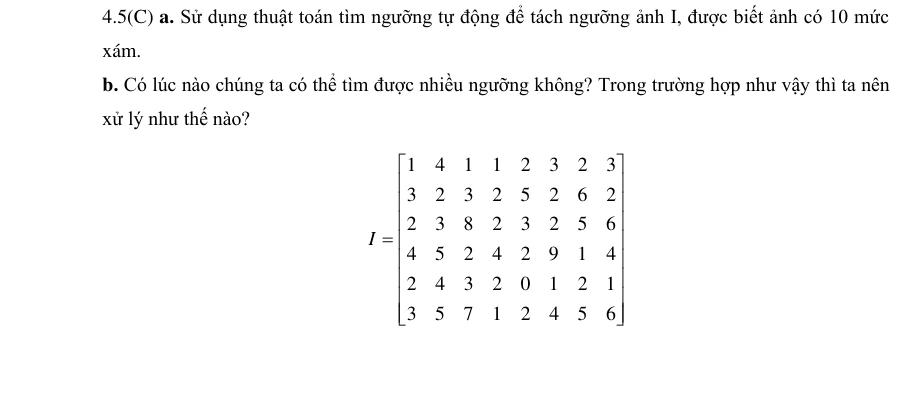 4.5(C) a. Sử dụng thuật toán tìm ngưỡng tự động để tách ngưỡng ảnh I, được biết ảnh có 10 mức
xám.
b. Có lúc nào chúng ta có thể tìm được nhiều ngưỡng không? Trong trường hợp như vậy thì ta nên
xử lý như thế nào?
1 4 1 1 2 3 2 3
3 2 3 2 5 2 6 2
2 3 8 2 3 2 5 6
I =
4 5 2 4 2 9 1 4
2 4 3 2 0 1 2 1
3 5 7 1 2 4 5 6